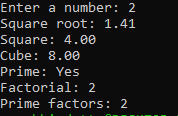 Enter a number: 2
Square root: 1.41
Square: 4.00
Cube: 8.00
Prime: Yes
Factorial: 2
Prime factors: 2